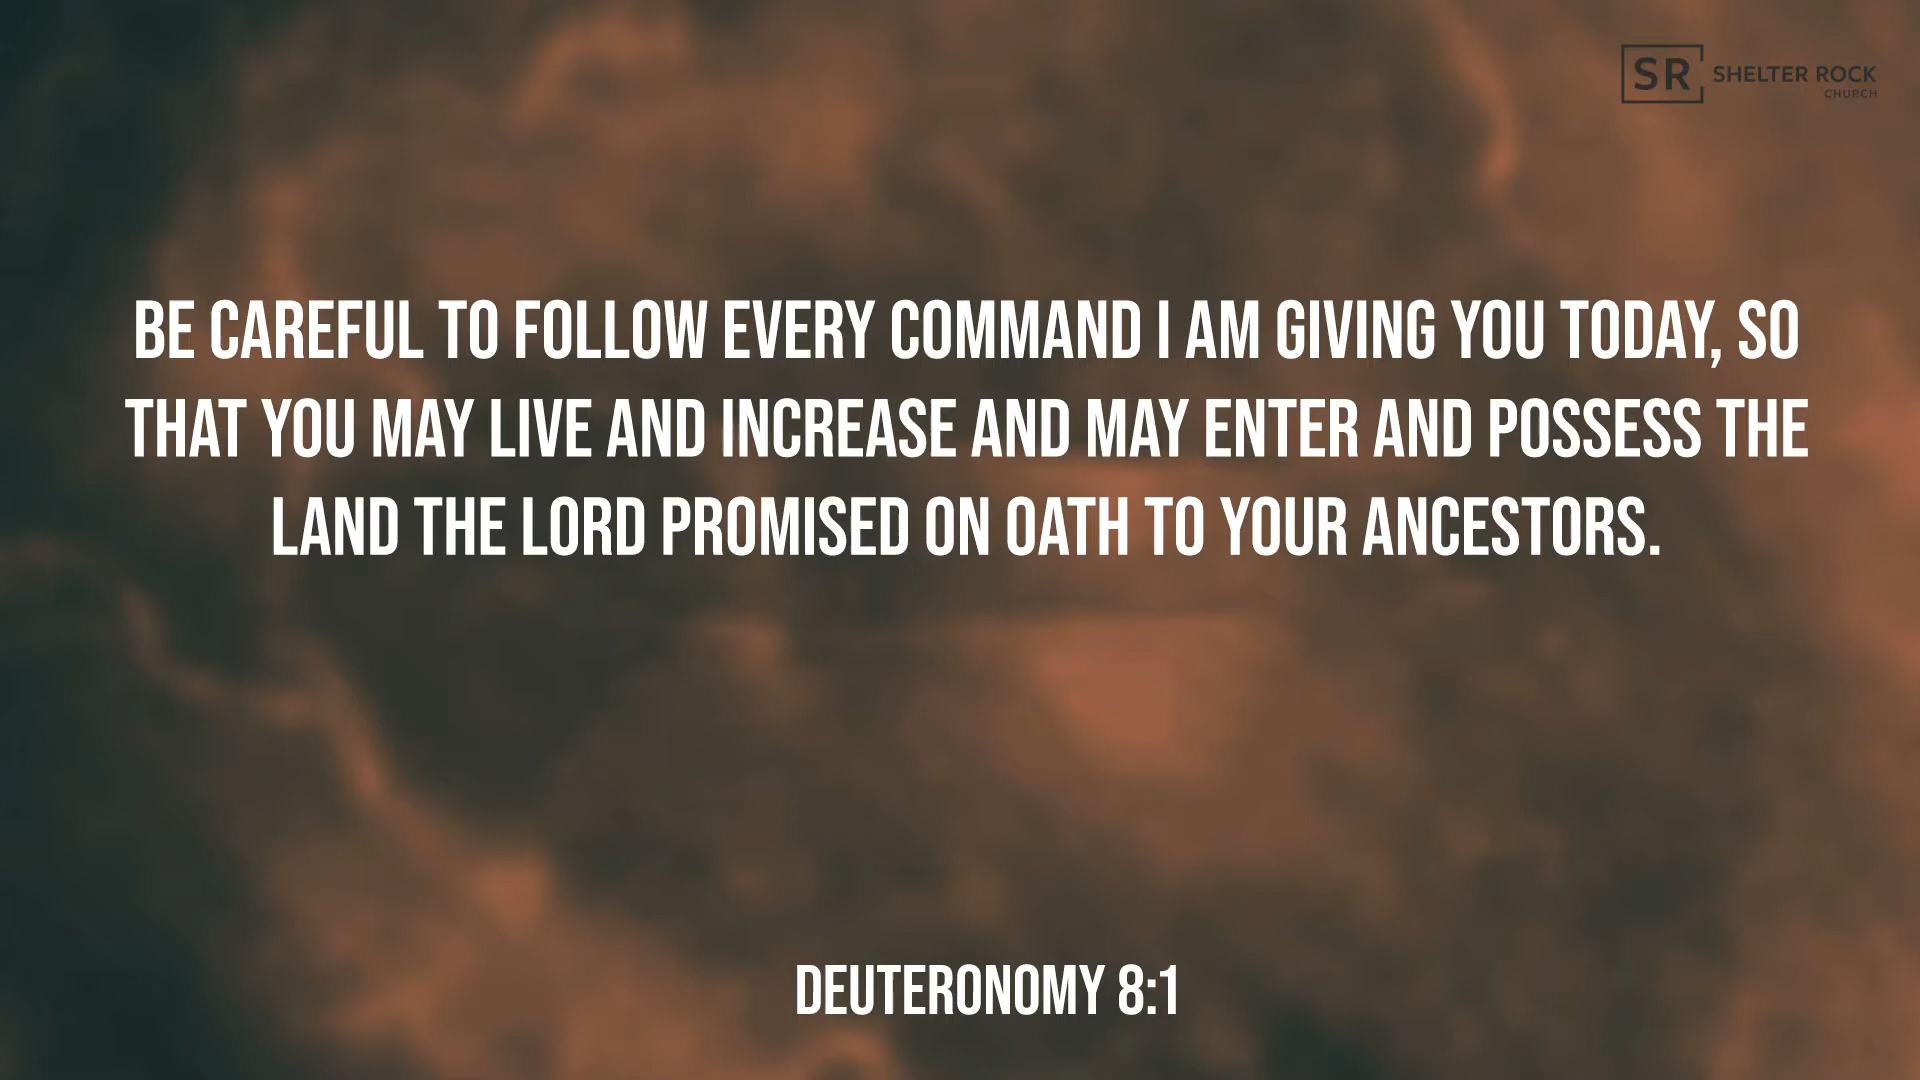 SR SHELTER ROCK
CHURCH
BE CAREFUL TO FOLLOW EVERY COMMAND I AM GIVING YOU TODAY, SO
THAT YOU MAY LIVE AND INCREASE AND MAY ENTER AND POSSESS THE
LAND THE LORD PROMISED ON OATH TO YOUR ANCESTORS.
DEUTERONOMY 8:1